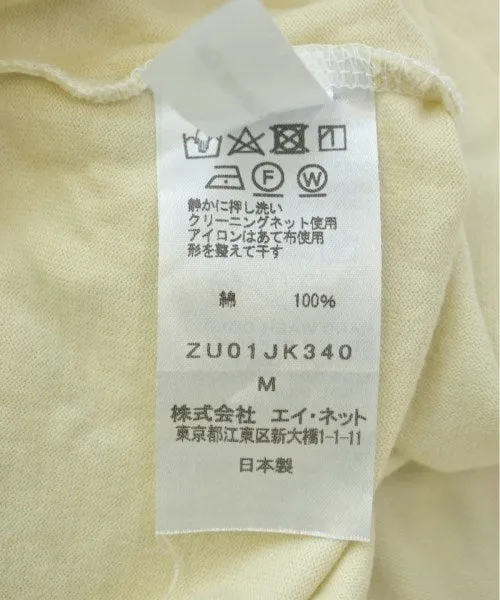 F W
静かに押し洗い
クリーニングネット使用
アイロンはあて布使用
形を整えて干す
綿 100%
ZU01JK340
M
株式会社 エイ・ネット
東京都江東区新大橋1-1-11
日本製